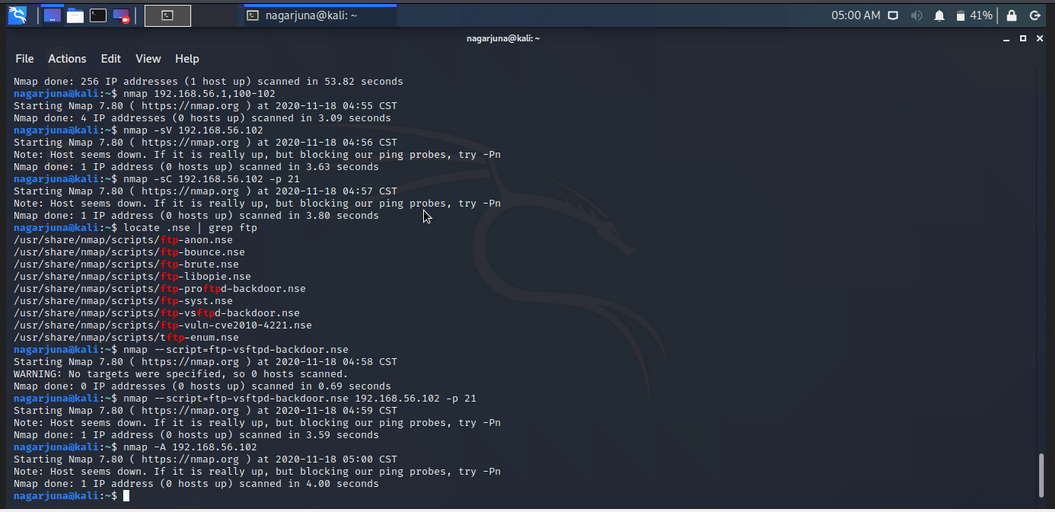 nagarjuna@kali: ~
05:00 AM
41%
nagarjuna@kali:~
File Actions Edit View Help
Nmap done: 256 IP addresses (1 host up) scanned in 53.82 seconds
nagarjuna@kali:~$ nmap 192.168.56.1,100-102
Starting Nmap 7.80 ( https://nmap.org ) at 2020-11-18 04:55 CST
Nmap done: 4 IP addresses (0 hosts up) scanned in 3.09 seconds
nagarjuna@kali:~$ nmap -sV 192.168.56.102
Starting Nmap 7.80 ( https://nmap.org ) at 2020-11-18 04:56 CST
Note: Host seems down. If it is really up, but blocking our ping probes, try -Pn
Nmap done: 1 IP address (0 hosts up) scanned in 3.63 seconds
nagarjuna@kali:~$ nmap -sC 192.168.56.102 -p 21
Starting Nmap 7.80 ( https://nmap.org ) at 2020-11-18 04:57 CST
Note: Host seems down. If it is really up, but blocking our ping probes, try -Pn
Nmap done: 1 IP address (0 hosts up) scanned in 3.80 seconds
nagarjuna@kali:~$ locate .nse | grep ftp
/usr/share/nmap/scripts/ftp-anon.nse
/usr/share/nmap/scripts/ftp-bounce.nse
/usr/share/nmap/scripts/ftp-brute.nse
/usr/share/nmap/scripts/ftp-libopie.nse
/usr/share/nmap/scripts/ftp-proftpd-backdoor.nse
/usr/share/nmap/scripts/ftp-syst.nse
/usr/share/nmap/scripts/ftp-vsftpd-backdoor.nse
/usr/share/nmap/scripts/ftp-vuln-cve2010-4221.nse
/usr/share/nmap/scripts/tftp-enum.nse
nagarjuna@kali:~$ nmap --script=ftp-vsftpd-backdoor.nse
Starting Nmap 7.80 ( https://nmap.org ) at 2020-11-18 04:58 CST
WARNING: No targets were specified, so 0 hosts scanned.
Nmap done: 0 IP addresses (0 hosts up) scanned in 0.69 seconds
nagarjuna@kali:~$ nmap --script=ftp-vsftpd-backdoor.nse 192.168.56.102 -p 21
Starting Nmap 7.80 ( https://nmap.org ) at 2020-11-18 04:59 CST
Note: Host seems down. If it is really up, but blocking our ping probes, try -Pn
Nmap done: 1 IP address (0 hosts up) scanned in 3.59 seconds
nagarjuna@kali:~$ nmap -A 192.168.56.102
Starting Nmap 7.80 ( https://nmap.org ) at 2020-11-18 05:00 CST
Note: Host seems down. If it is really up, but blocking our ping probes, try -Pn
Nmap done: 1 IP address (0 hosts up) scanned in 4.00 seconds
nagarjuna@kali:~$